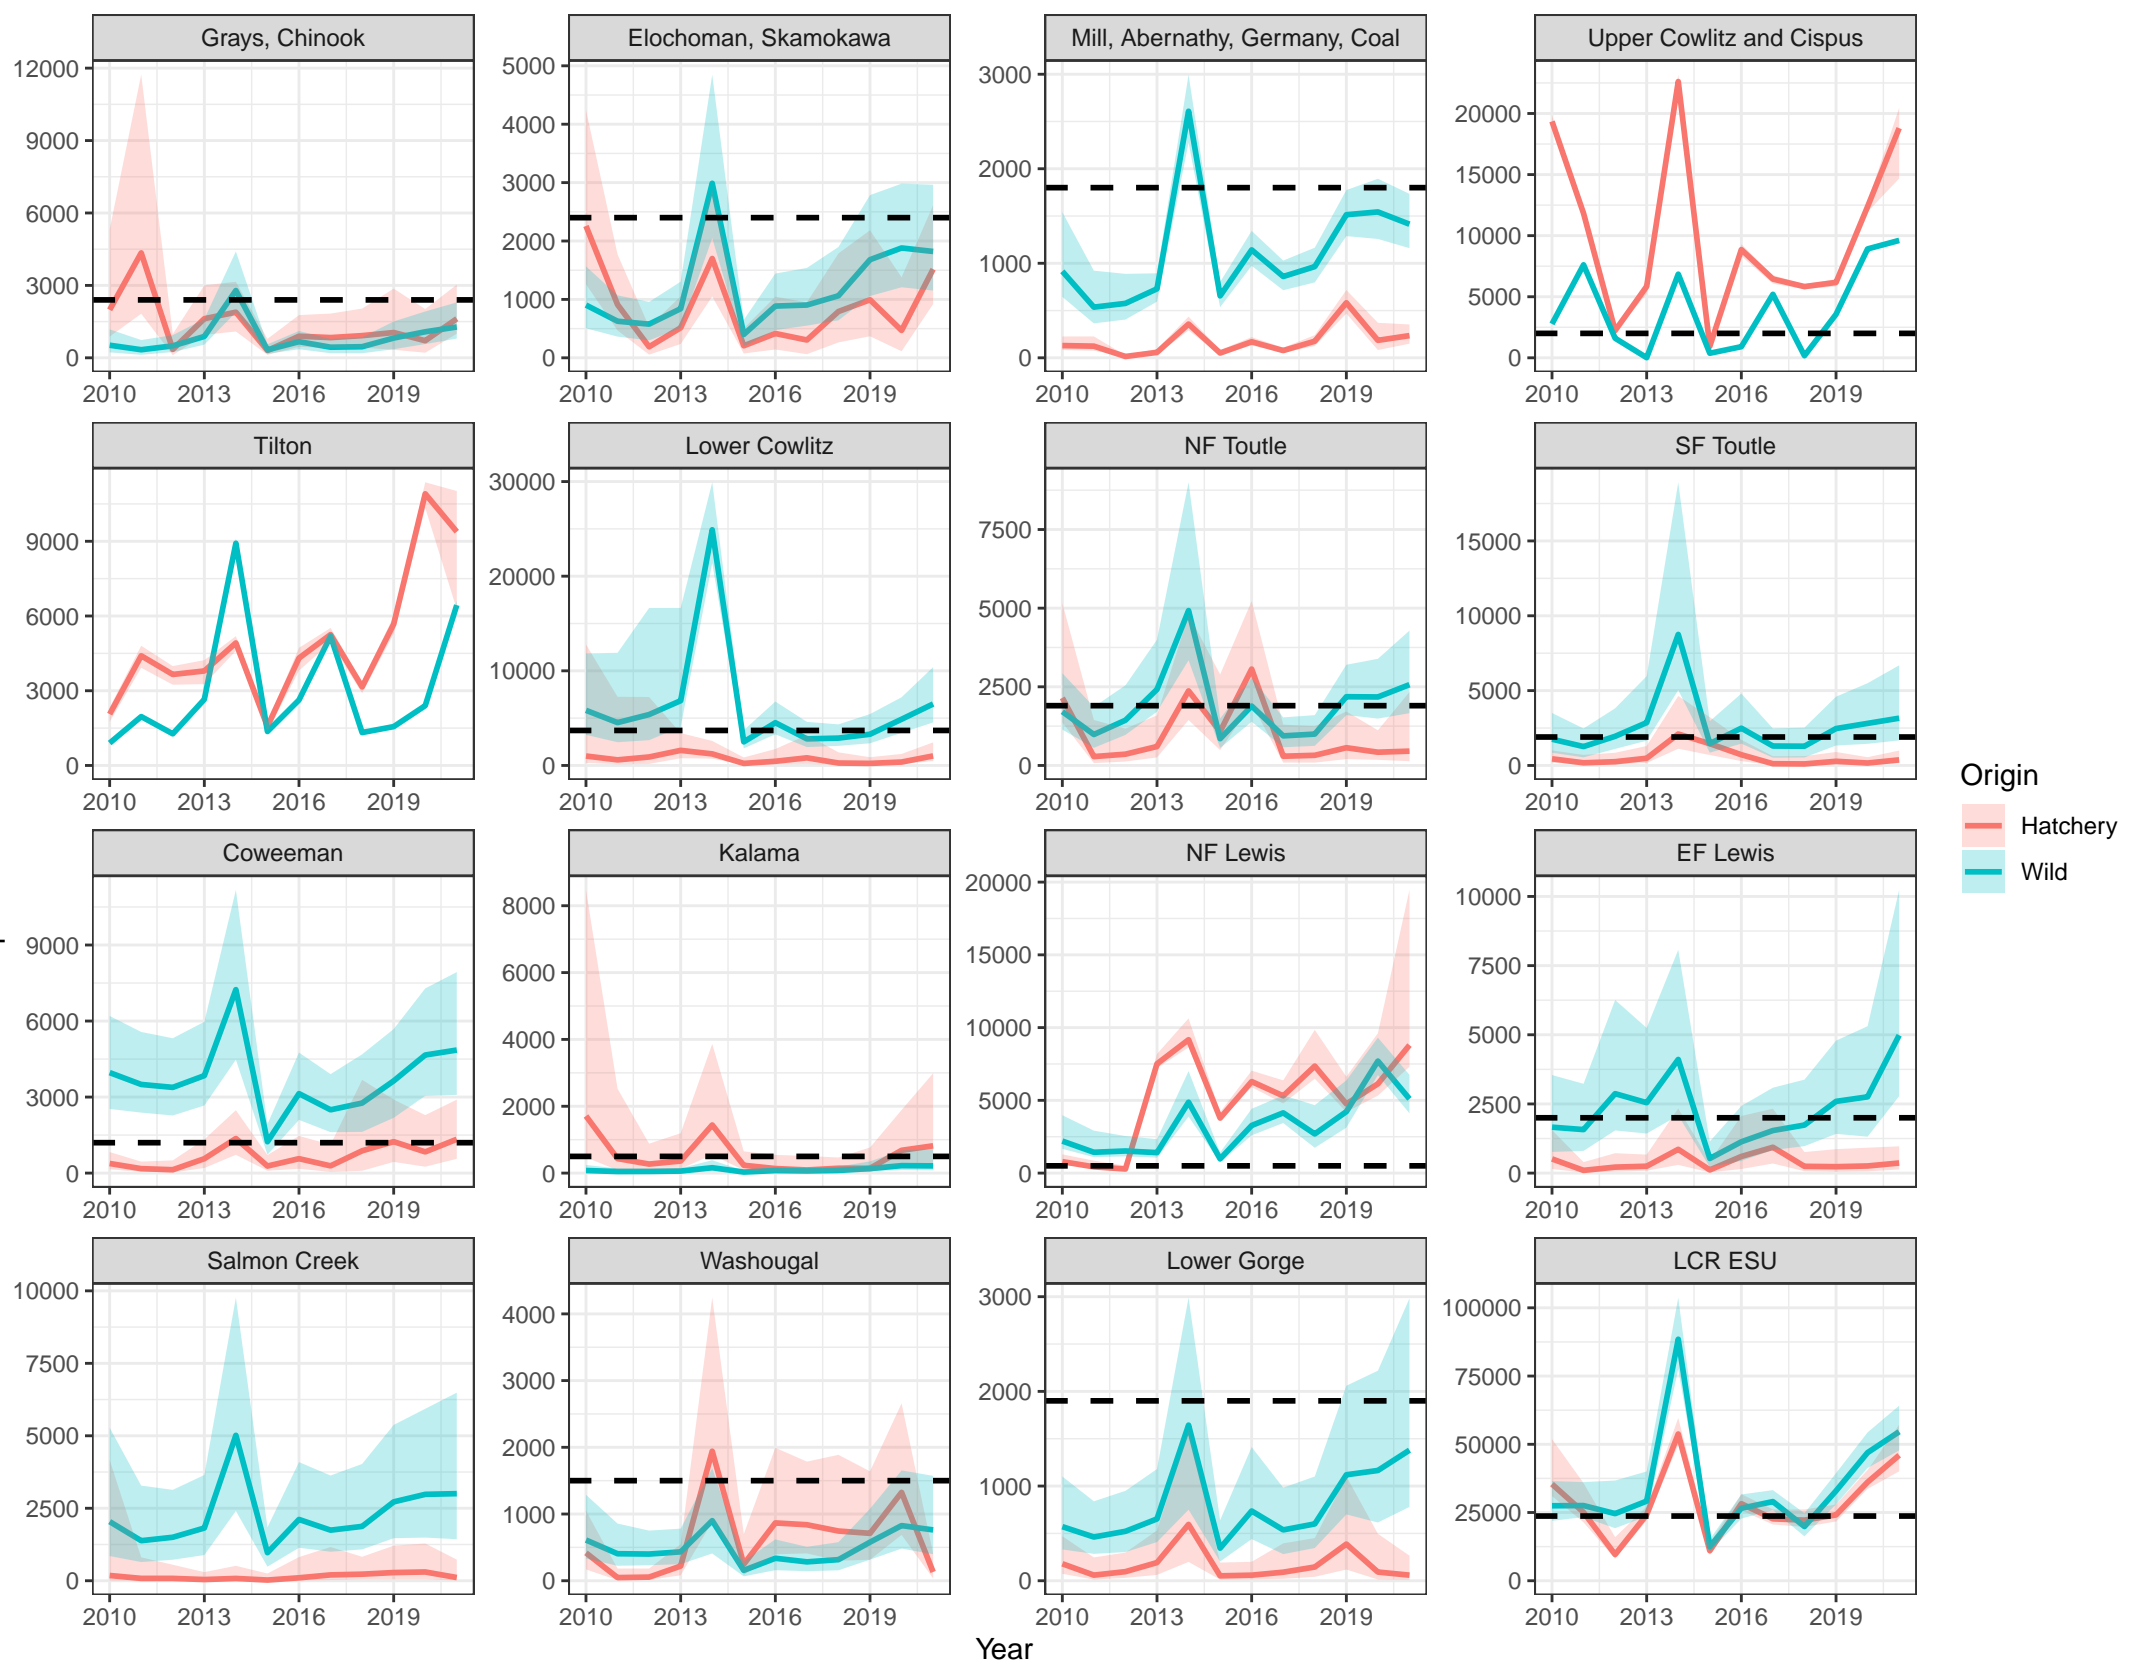 Grays, Chinook
Elochoman, Skamokawa
Mill, Abernathy, Germany, Coal
Upper Cowlitz and Cispus
12000
9000
6000
3000
0
5000
4000
3000
2000
1000
0
3000
2000
1000
0
20000
15000
10000
5000
0
2010 2013 2016 2019
2010 2013 2016 2019
2010 2013 2016 2019
2010 2013 2016 2019
Tilton
Lower Cowlitz
NF Toutle
SF Toutle
9000
6000
3000
0
30000
20000
10000
0
7500
5000
2500
0
15000
10000
5000
0
2010 2013 2016 2019
2010 2013 2016 2019
2010 2013 2016 2019
2010 2013 2016 2019
Origin
Hatchery
Wild
Coweeman
Kalama
NF Lewis
EF Lewis
9000
6000
3000
0
8000
6000
4000
2000
0
20000
15000
10000
5000
0
10000
7500
5000
2500
0
2010 2013 2016 2019
2010 2013 2016 2019
2010 2013 2016 2019
2010 2013 2016 2019
Salmon Creek
Washougal
Lower Gorge
LCR ESU
10000
7500
5000
2500
0
4000
3000
2000
1000
0
3000
2000
1000
0
100000
75000
50000
25000
0
2010 2013 2016 2019
2010 2013 2016 2019
2010 2013 2016 2019
2010 2013 2016 2019
Year